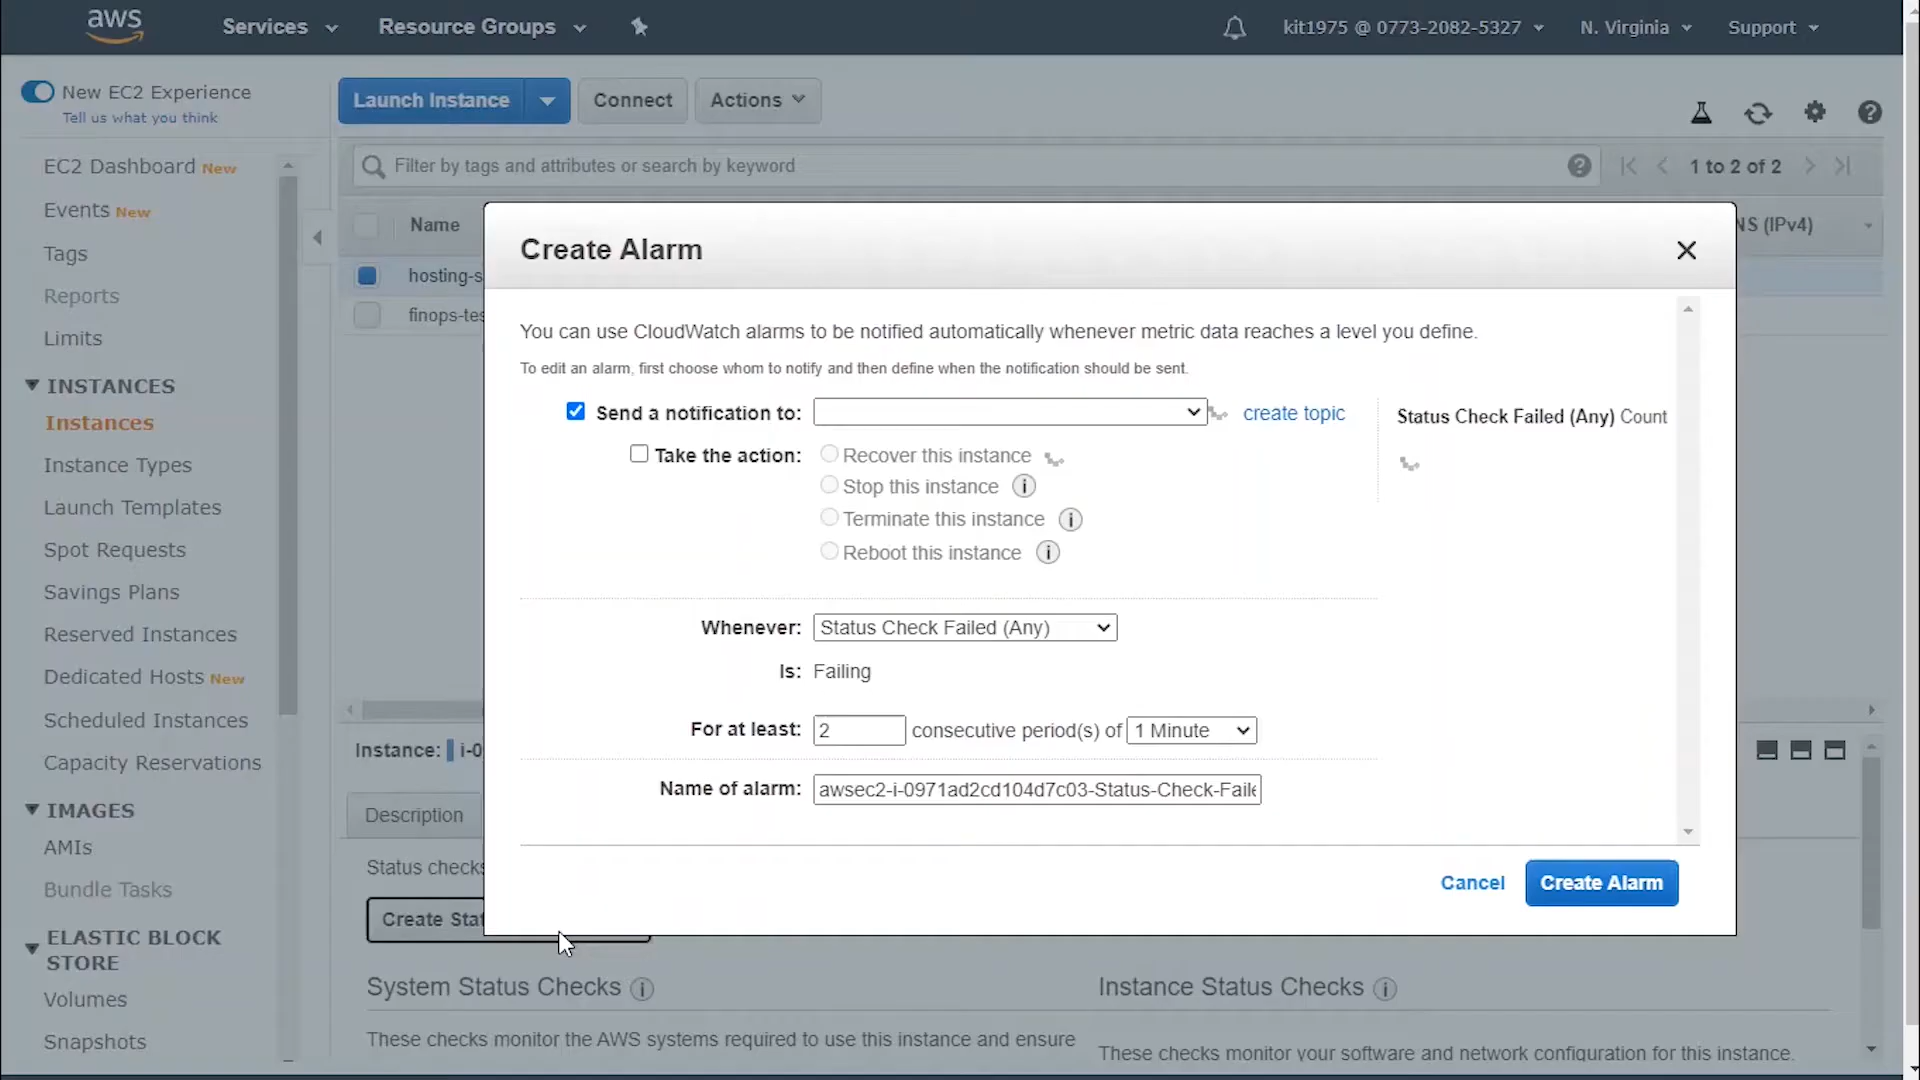 aws
Services
Resource Groups
kit1975 @ 0773-2082-5327
N. Virginia
Support
New EC2 Experience
Tell us what you think
Launch Instance
Connect
Actions
EC2 Dashboard New
Events New
Tags
Reports
Limits
INSTANCES
Instances
Instance Types
Launch Templates
Spot Requests
Savings Plans
Reserved Instances
Dedicated Hosts New
Scheduled Instances
Capacity Reservations
IMAGES
AMIs
Bundle Tasks
ELASTIC BLOCK
STORE
Volumes
Snapshots
Filter by tags and attributes or search by keyword
1 to 2 of 2
Name
NS (IPv4)
hosting-s
finops-tes
Create Alarm
You can use CloudWatch alarms to be notified automatically whenever metric data reaches a level you define.
To edit an alarm, first choose whom to notify and then define when the notification should be sent.
Send a notification to:
create topic
Status Check Failed (Any) Count
Take the action:
Recover this instance
Stop this instance
Terminate this instance
Reboot this instance
Whenever: Status Check Failed (Any)
Is: Failing
For at least: 2 consecutive period(s) of 1 Minute
Name of alarm: awsec2-i-0971ad2cd104d7c03-Status-Check-Faile
Cancel
Create Alarm
Instance: i-0
Description
Status checks
Create Stat
System Status Checks
Instance Status Checks
These checks monitor the AWS systems required to use this instance and ensure
These checks monitor your software and network configuration for this instance.